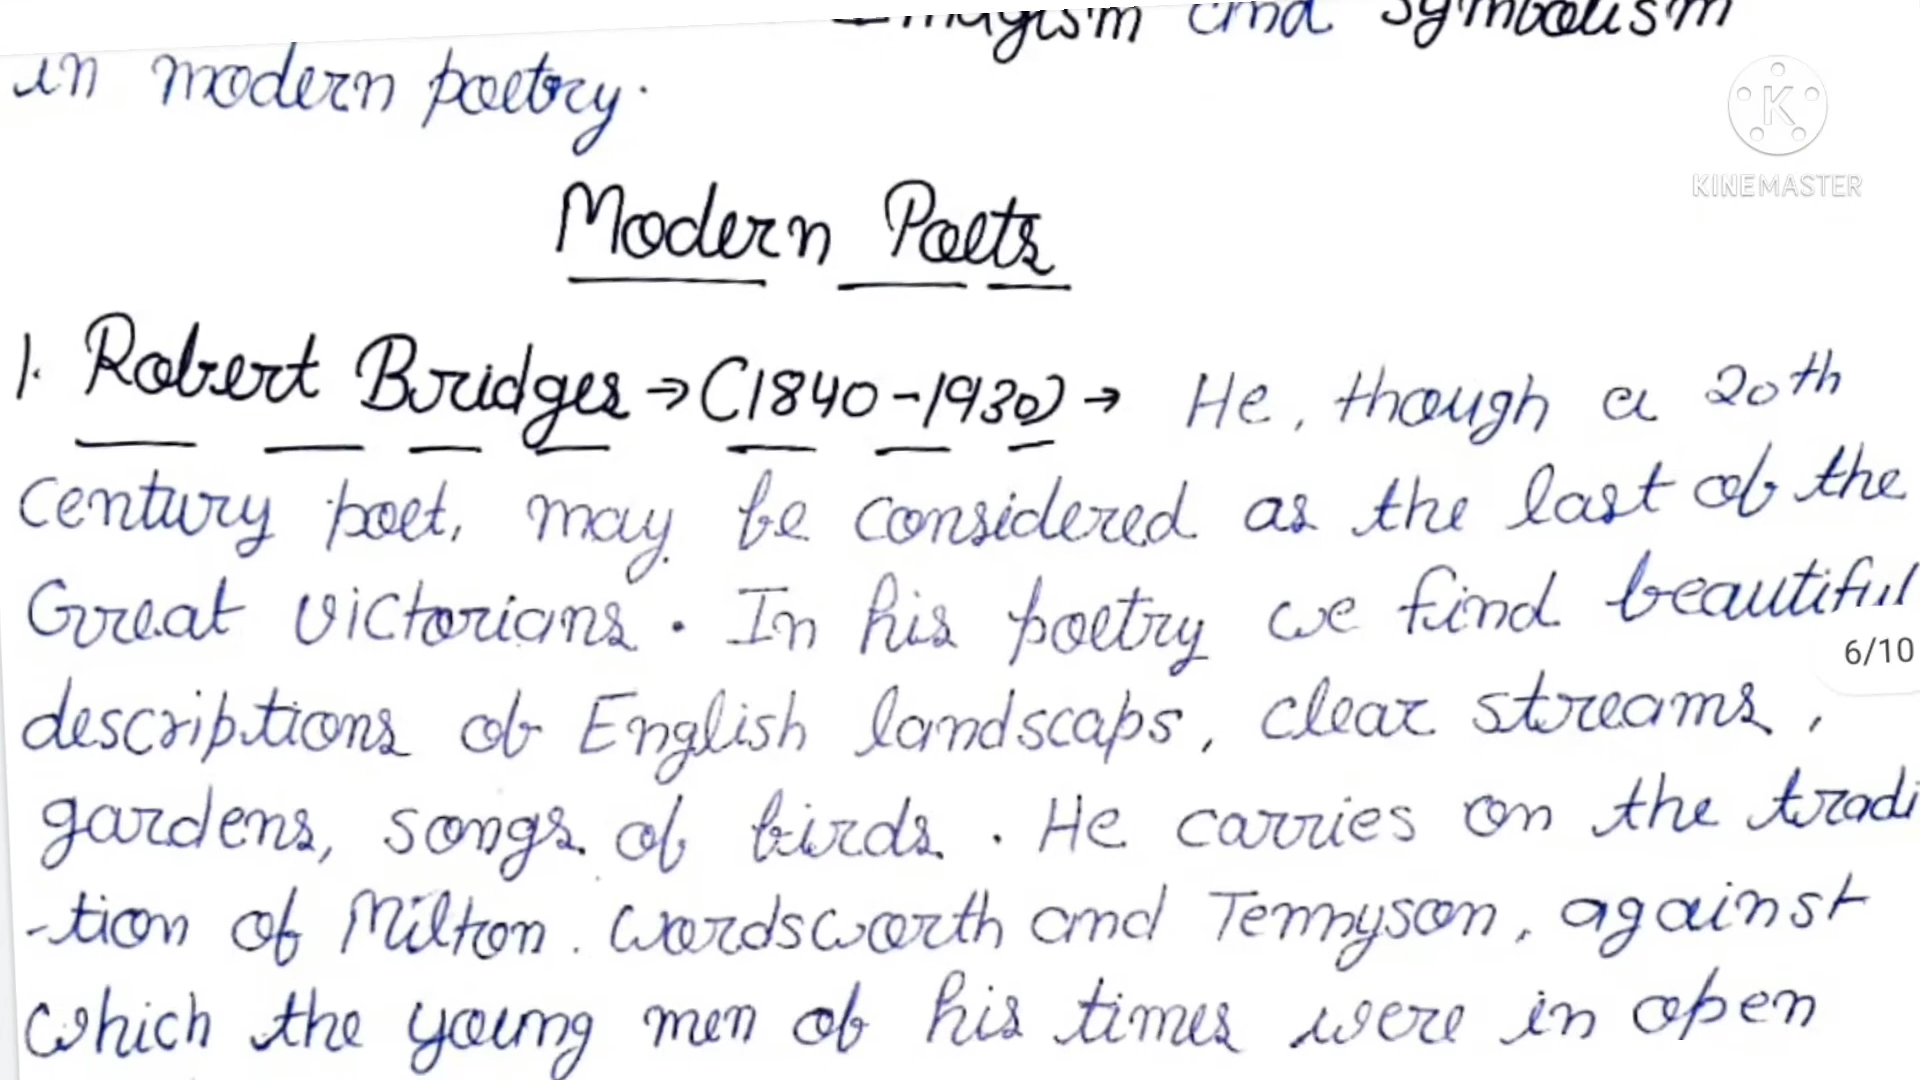 Imagism and Symbolism
in modern poetry.
KINEMASTER
Modern Poets
1. Robert Bridges → (1840-1930) → He, though a 20th
century poet, may be considered as the last of the
Great Victorians. In his poetry we find beautiful
6/10
descriptions of English landscaps, clear streams,
gardens, songs of birds. He carries on the tradi
-tion of Milton. Wordsworth and Tennyson, against
which the young men of his times were in open